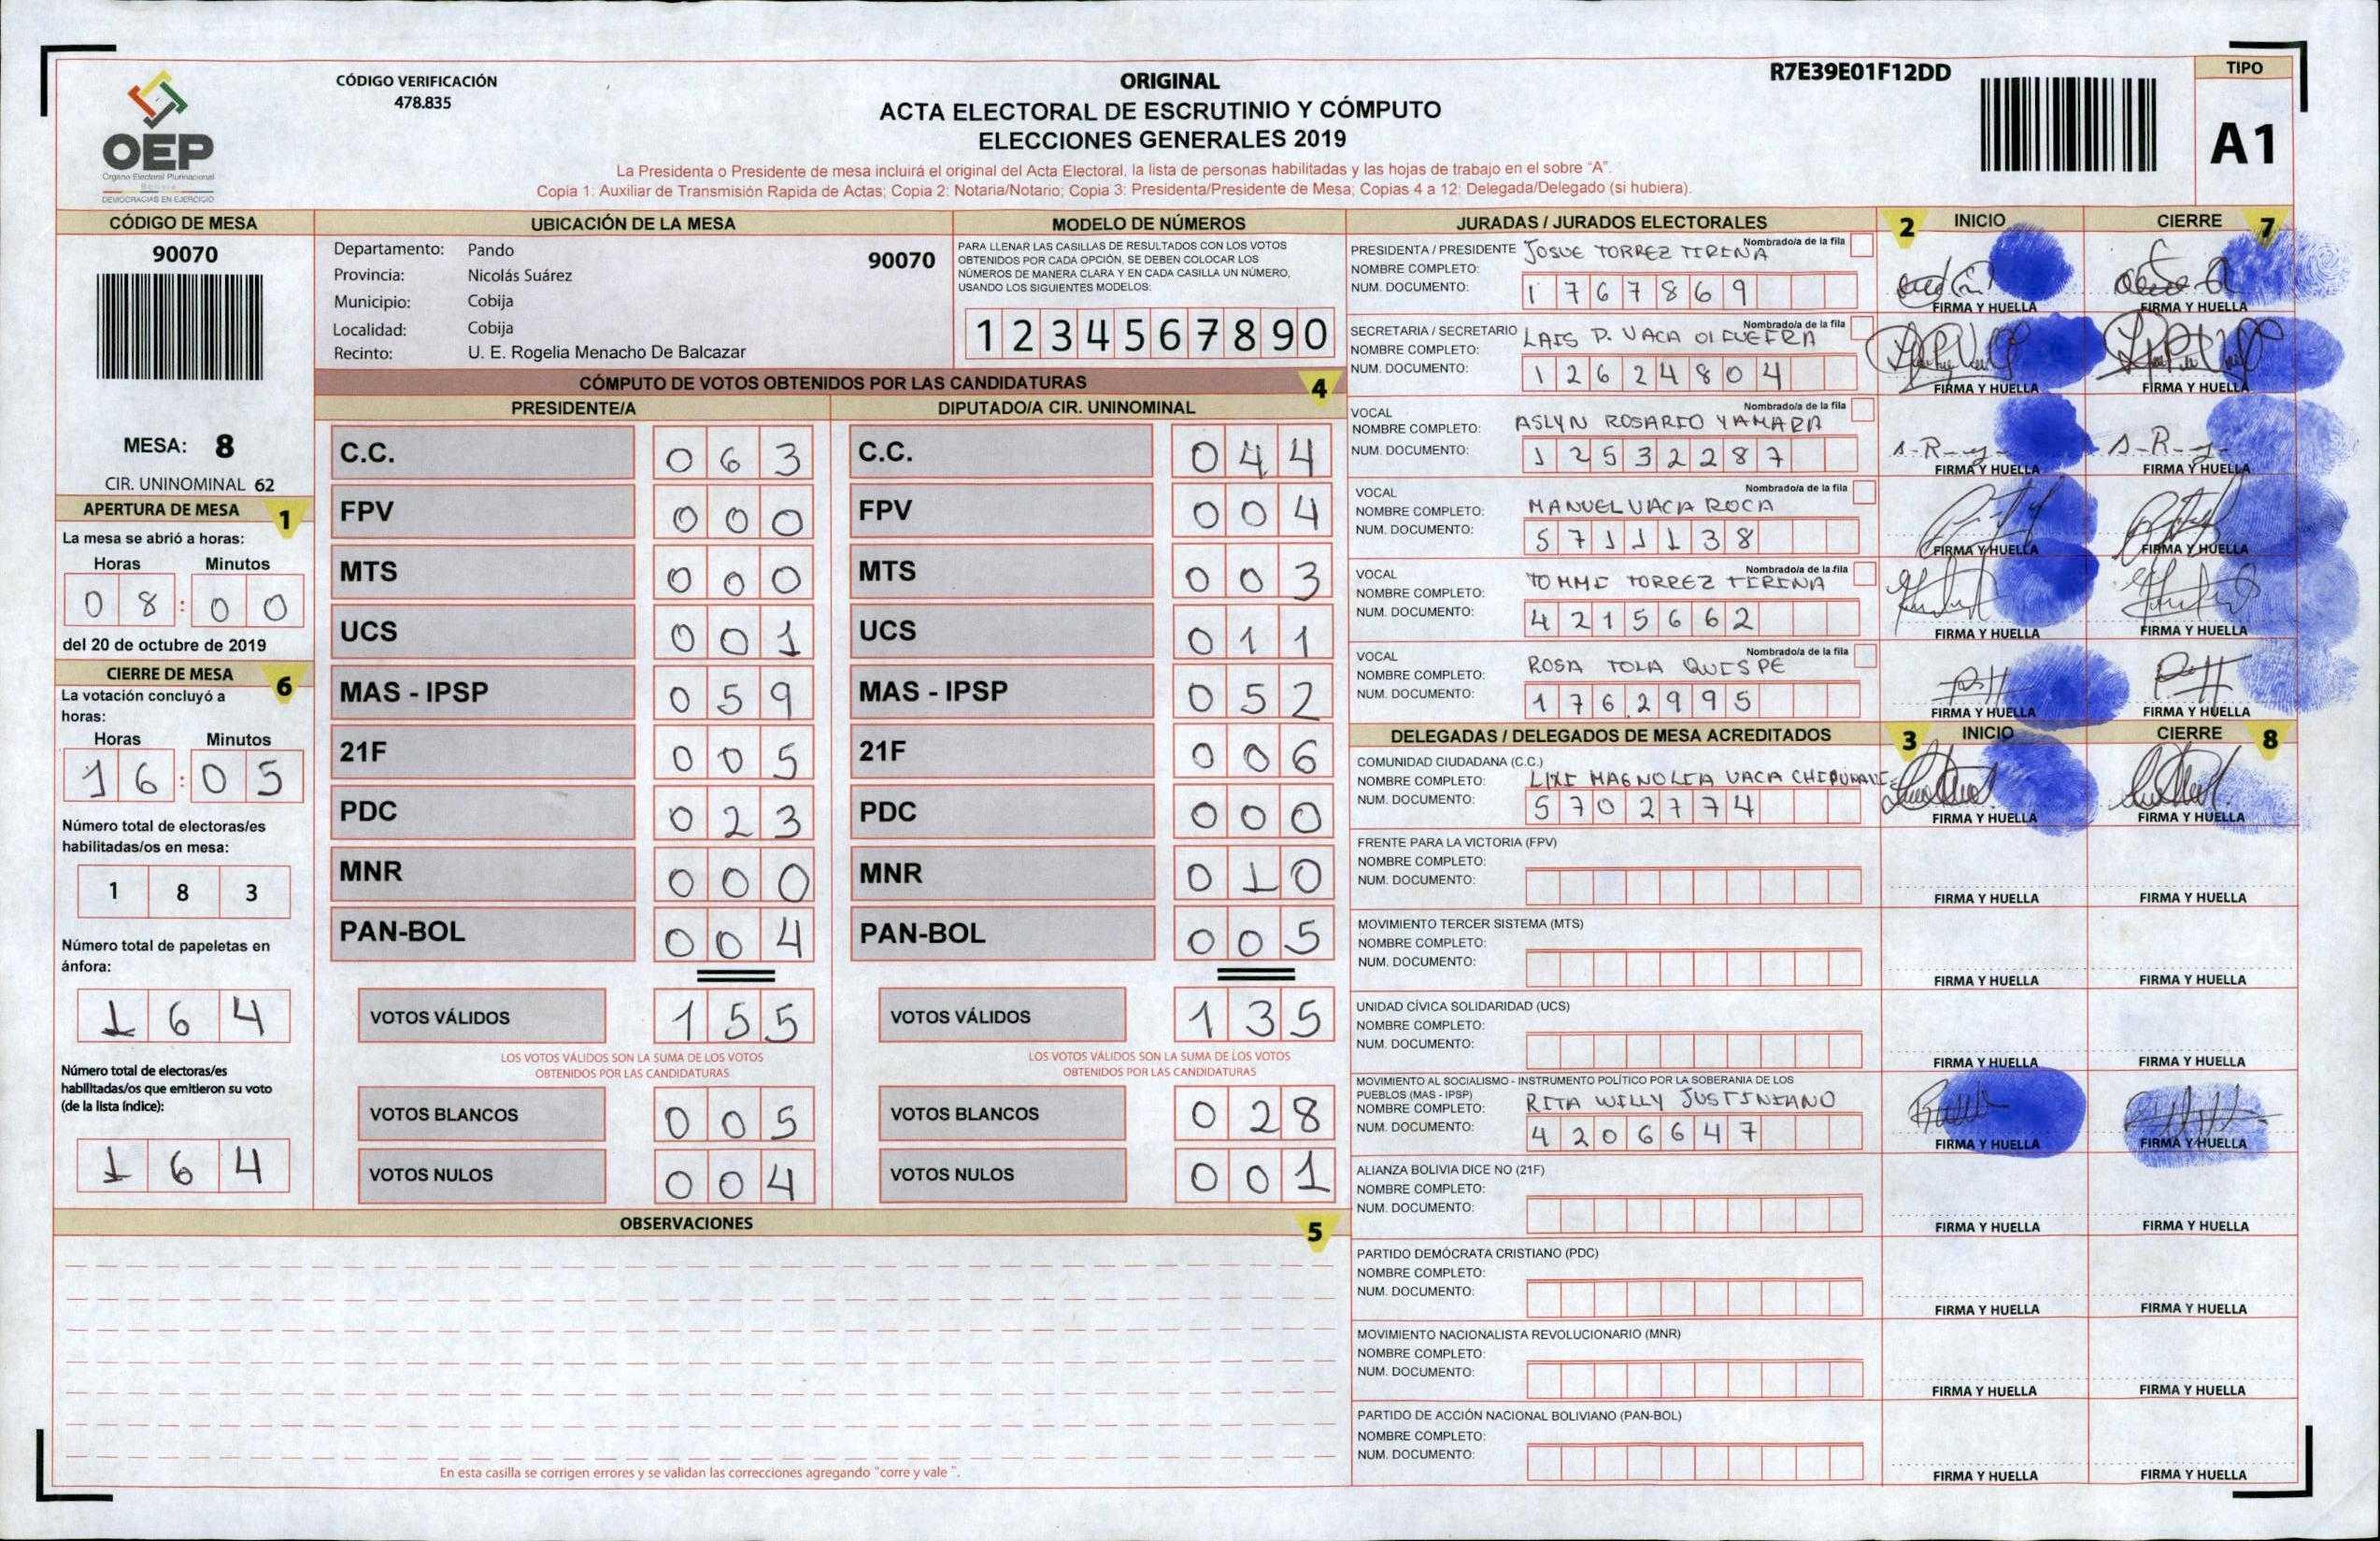 OEP
Organo Electoral Plurinacional
Bolivia
DEMOCRACIAS EN EJERCICIO
CÓDIGO VERIFICACIÓN
478.835
ORIGINAL
ACTA ELECTORAL DE ESCRUTINIO Y CÓMPUTO
ELECCIONES GENERALES 2019
La Presidenta o Presidente de mesa incluirá el original del Acta Electoral, la lista de personas habilitadas y las hojas de trabajo en el sobre "A".
Copia 1: Auxiliar de Transmisión Rapida de Actas; Copia 2: Notaria/Notario; Copia 3: Presidenta/Presidente de Mesa; Copias 4 a 12: Delegada/Delegado (si hubiera).
R7E39E01F12DD
TIPO
A1
CÓDIGO DE MESA
90070
MESA: 8
CIR. UNINOMINAL 62
APERTURA DE MESA 1
La mesa se abrió a horas:
Horas Minutos
0 8 : 0 0
del 20 de octubre de 2019
CIERRE DE MESA 6
La votación concluyó a
horas:
Horas Minutos
1 6 : 0 5
Número total de electoras/es
habilitadas/os en mesa:
1 8 3
Número total de papeletas en
ánfora:
1 6 4
Número total de electoras/es
habilitadas/os que emitieron su voto
(de la lista índice):
1 6 4
UBICACIÓN DE LA MESA
Departamento: Pando 90070
Provincia: Nicolás Suárez
Municipio: Cobija
Localidad: Cobija
Recinto: U. E. Rogelia Menacho De Balcazar
MODELO DE NÚMEROS
PARA LLENAR LAS CASILLAS DE RESULTADOS CON LOS VOTOS
OBTENIDOS POR CADA OPCIÓN, SE DEBEN COLOCAR LOS
NÚMEROS DE MANERA CLARA Y EN CADA CASILLA UN NÚMERO,
USANDO LOS SIGUIENTES MODELOS:
1 2 3 4 5 6 7 8 9 0
CÓMPUTO DE VOTOS OBTENIDOS POR LAS CANDIDATURAS 4
PRESIDENTE/A DIPUTADO/A CIR. UNINOMINAL
C.C. 0 6 3 C.C. 0 4 4
FPV 0 0 0 FPV 0 0 4
MTS 0 0 0 MTS 0 0 3
UCS 0 0 1 UCS 0 1 1
MAS - IPSP 0 5 9 MAS - IPSP 0 5 2
21F 0 0 5 21F 0 0 6
PDC 0 2 3 PDC 0 0 0
MNR 0 0 0 MNR 0 1 0
PAN-BOL 0 0 4 PAN-BOL 0 0 5
VOTOS VÁLIDOS 1 5 5 VOTOS VÁLIDOS 1 3 5
LOS VOTOS VÁLIDOS SON LA SUMA DE LOS VOTOS LOS VOTOS VÁLIDOS SON LA SUMA DE LOS VOTOS
OBTENIDOS POR LAS CANDIDATURAS OBTENIDOS POR LAS CANDIDATURAS
VOTOS BLANCOS 0 0 5 VOTOS BLANCOS 0 2 8
VOTOS NULOS 0 0 4 VOTOS NULOS 0 0 1
OBSERVACIONES 5
En esta casilla se corrigen errores y se validan las correcciones agregando "corre y vale ".
JURADAS / JURADOS ELECTORALES 2 INICIO CIERRE 7
PRESIDENTA / PRESIDENTE Nombrado/a de la fila
NOMBRE COMPLETO: JOSUE TORREZ TIRINA
NUM. DOCUMENTO: 1 7 6 7 8 6 9
FIRMA Y HUELLA FIRMA Y HUELLA
SECRETARIA / SECRETARIO Nombrado/a de la fila
NOMBRE COMPLETO: LAIS P. VACA
NUM. DOCUMENTO: 1 2 6 2 4 8 0 4
FIRMA Y HUELLA FIRMA Y HUELLA
VOCAL Nombrado/a de la fila
NOMBRE COMPLETO: ASLYN ROSARIO YAMARA
NUM. DOCUMENTO: 1 2 5 3 2 2 8 7
FIRMA Y HUELLA FIRMA Y HUELLA
VOCAL Nombrado/a de la fila
NOMBRE COMPLETO: MANUEL VACA ROCA
NUM. DOCUMENTO: 5 7 1 1 1 3 8
FIRMA Y HUELLA FIRMA Y HUELLA
VOCAL Nombrado/a de la fila
NOMBRE COMPLETO: TOMMI TORREZ TIRINA
NUM. DOCUMENTO: 4 2 1 5 6 6 2
FIRMA Y HUELLA FIRMA Y HUELLA
VOCAL Nombrado/a de la fila
NOMBRE COMPLETO: ROSA TOLA QUISPE
NUM. DOCUMENTO: 1 7 6 2 9 9 5
FIRMA Y HUELLA FIRMA Y HUELLA
DELEGADAS / DELEGADOS DE MESA ACREDITADOS 3 INICIO CIERRE 8
COMUNIDAD CIUDADANA (C.C.)
NOMBRE COMPLETO: LIXI MAGNOLIA VACA
NUM. DOCUMENTO: 5 7 0 2 7 7 4
FIRMA Y HUELLA FIRMA Y HUELLA
FRENTE PARA LA VICTORIA (FPV)
NOMBRE COMPLETO:
NUM. DOCUMENTO:
FIRMA Y HUELLA FIRMA Y HUELLA
MOVIMIENTO TERCER SISTEMA (MTS)
NOMBRE COMPLETO:
NUM. DOCUMENTO:
FIRMA Y HUELLA FIRMA Y HUELLA
UNIDAD CÍVICA SOLIDARIDAD (UCS)
NOMBRE COMPLETO:
NUM. DOCUMENTO:
FIRMA Y HUELLA FIRMA Y HUELLA
MOVIMIENTO AL SOCIALISMO - INSTRUMENTO POLÍTICO POR LA SOBERANIA DE LOS
PUEBLOS (MAS - IPSP)
NOMBRE COMPLETO: RITA WILLY JUSTINIANO
NUM. DOCUMENTO: 4 2 0 6 6 4 7
FIRMA Y HUELLA FIRMA Y HUELLA
ALIANZA BOLIVIA DICE NO (21F)
NOMBRE COMPLETO:
NUM. DOCUMENTO:
FIRMA Y HUELLA FIRMA Y HUELLA
PARTIDO DEMÓCRATA CRISTIANO (PDC)
NOMBRE COMPLETO:
NUM. DOCUMENTO:
FIRMA Y HUELLA FIRMA Y HUELLA
MOVIMIENTO NACIONALISTA REVOLUCIONARIO (MNR)
NOMBRE COMPLETO:
NUM. DOCUMENTO:
FIRMA Y HUELLA FIRMA Y HUELLA
PARTIDO DE ACCIÓN NACIONAL BOLIVIANO (PAN-BOL)
NOMBRE COMPLETO:
NUM. DOCUMENTO:
FIRMA Y HUELLA FIRMA Y HUELLA